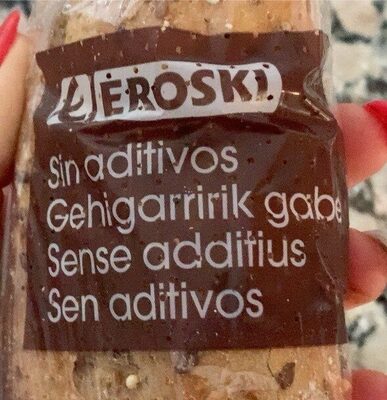 EROSKI
Sin aditivos
Gehigarririk gabe
Sense additius
Sen aditivos